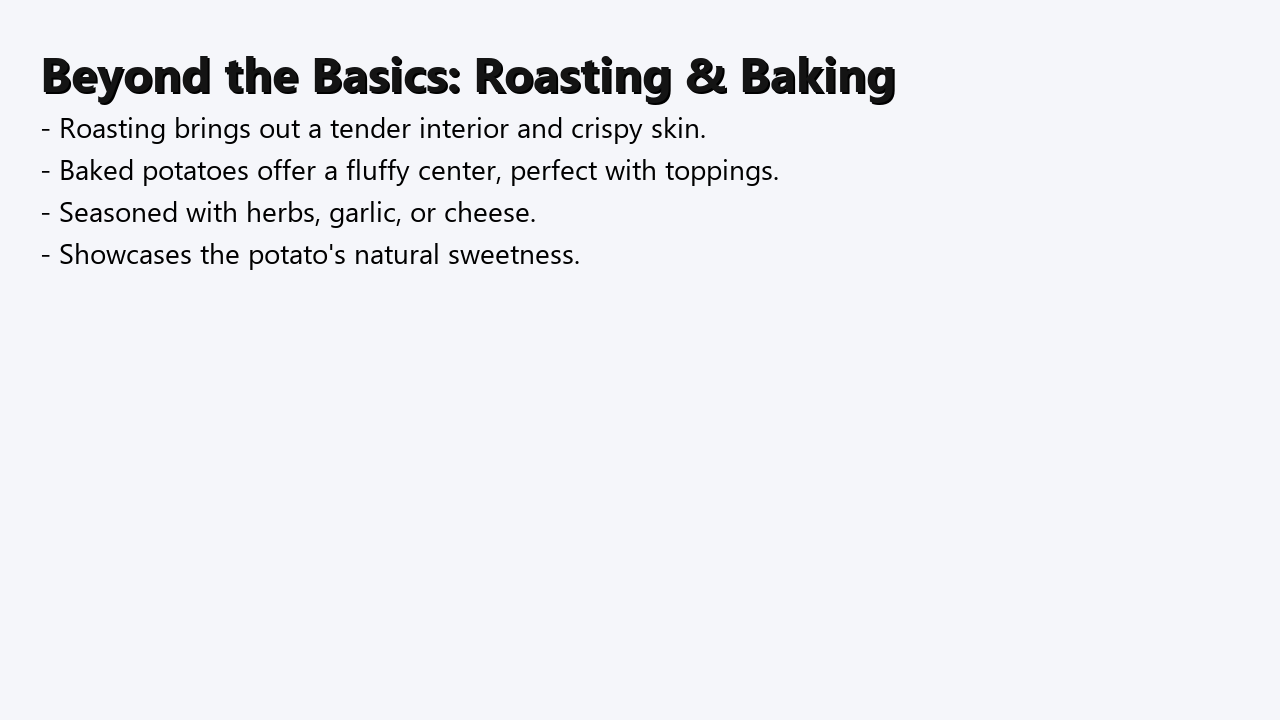 Beyond the Basics: Roasting & Baking
- Roasting brings out a tender interior and crispy skin.
- Baked potatoes offer a fluffy center, perfect with toppings.
- Seasoned with herbs, garlic, or cheese.
- Showcases the potato's natural sweetness.